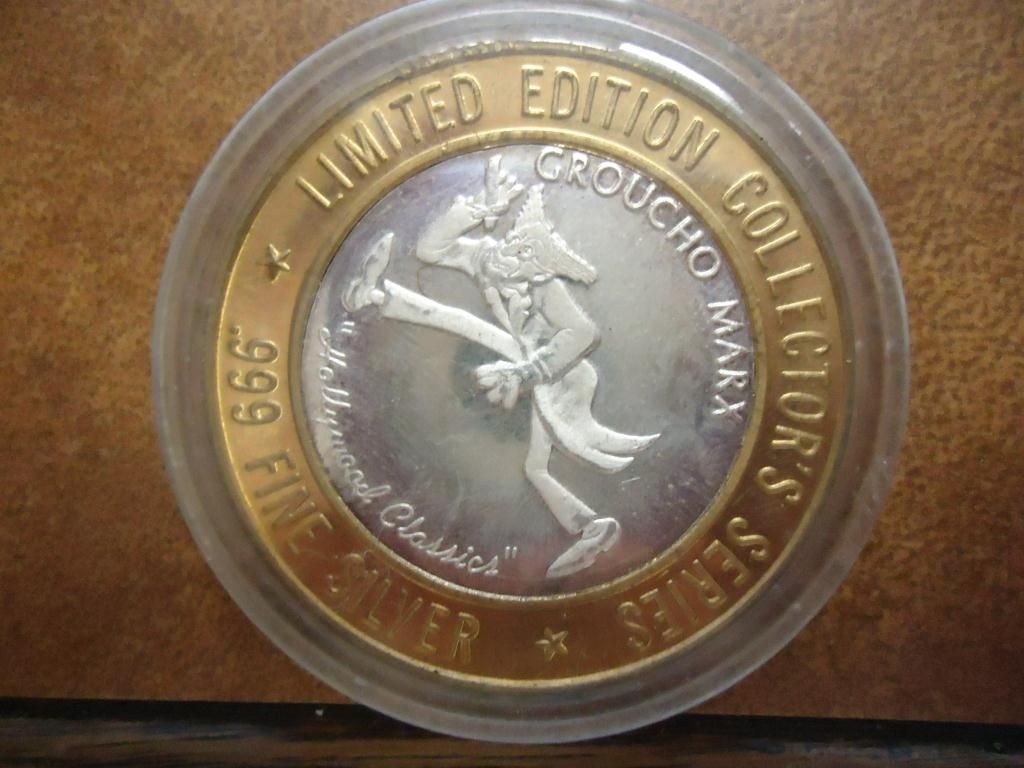 LIMITED EDITION COLLECTOR'S SERIES
.999 FINE SILVER
GROUCHO MARX
"Hollywood Classics"